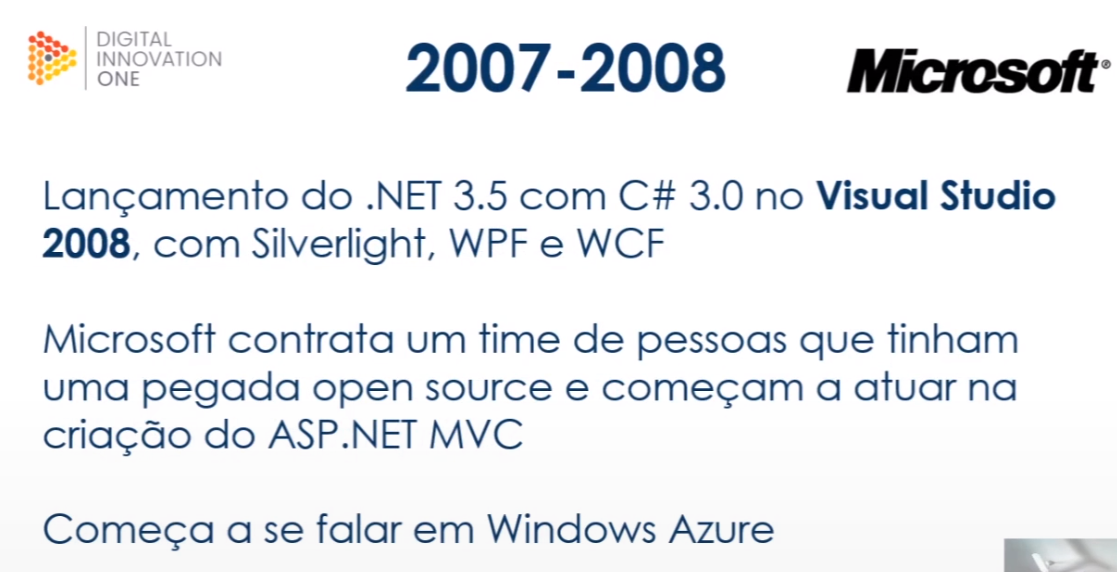 DIGITAL
INNOVATION
ONE
2007-2008
Microsoft®
Lançamento do .NET 3.5 com C# 3.0 no Visual Studio
2008, com Silverlight, WPF e WCF
Microsoft contrata um time de pessoas que tinham
uma pegada open source e começam a atuar na
criação do ASP.NET MVC
Começa a se falar em Windows Azure